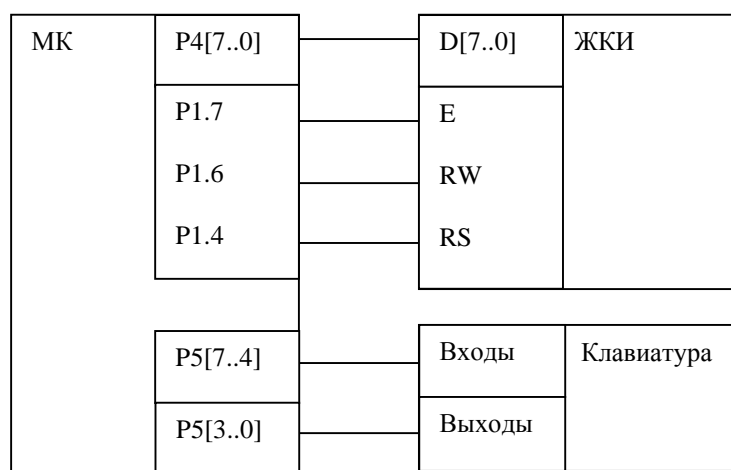 МК P4[7..0] D[7..0] ЖКИ
P1.7 E
P1.6 RW
P1.4 RS
P5[7..4] Входы Клавиатура
P5[3..0] Выходы